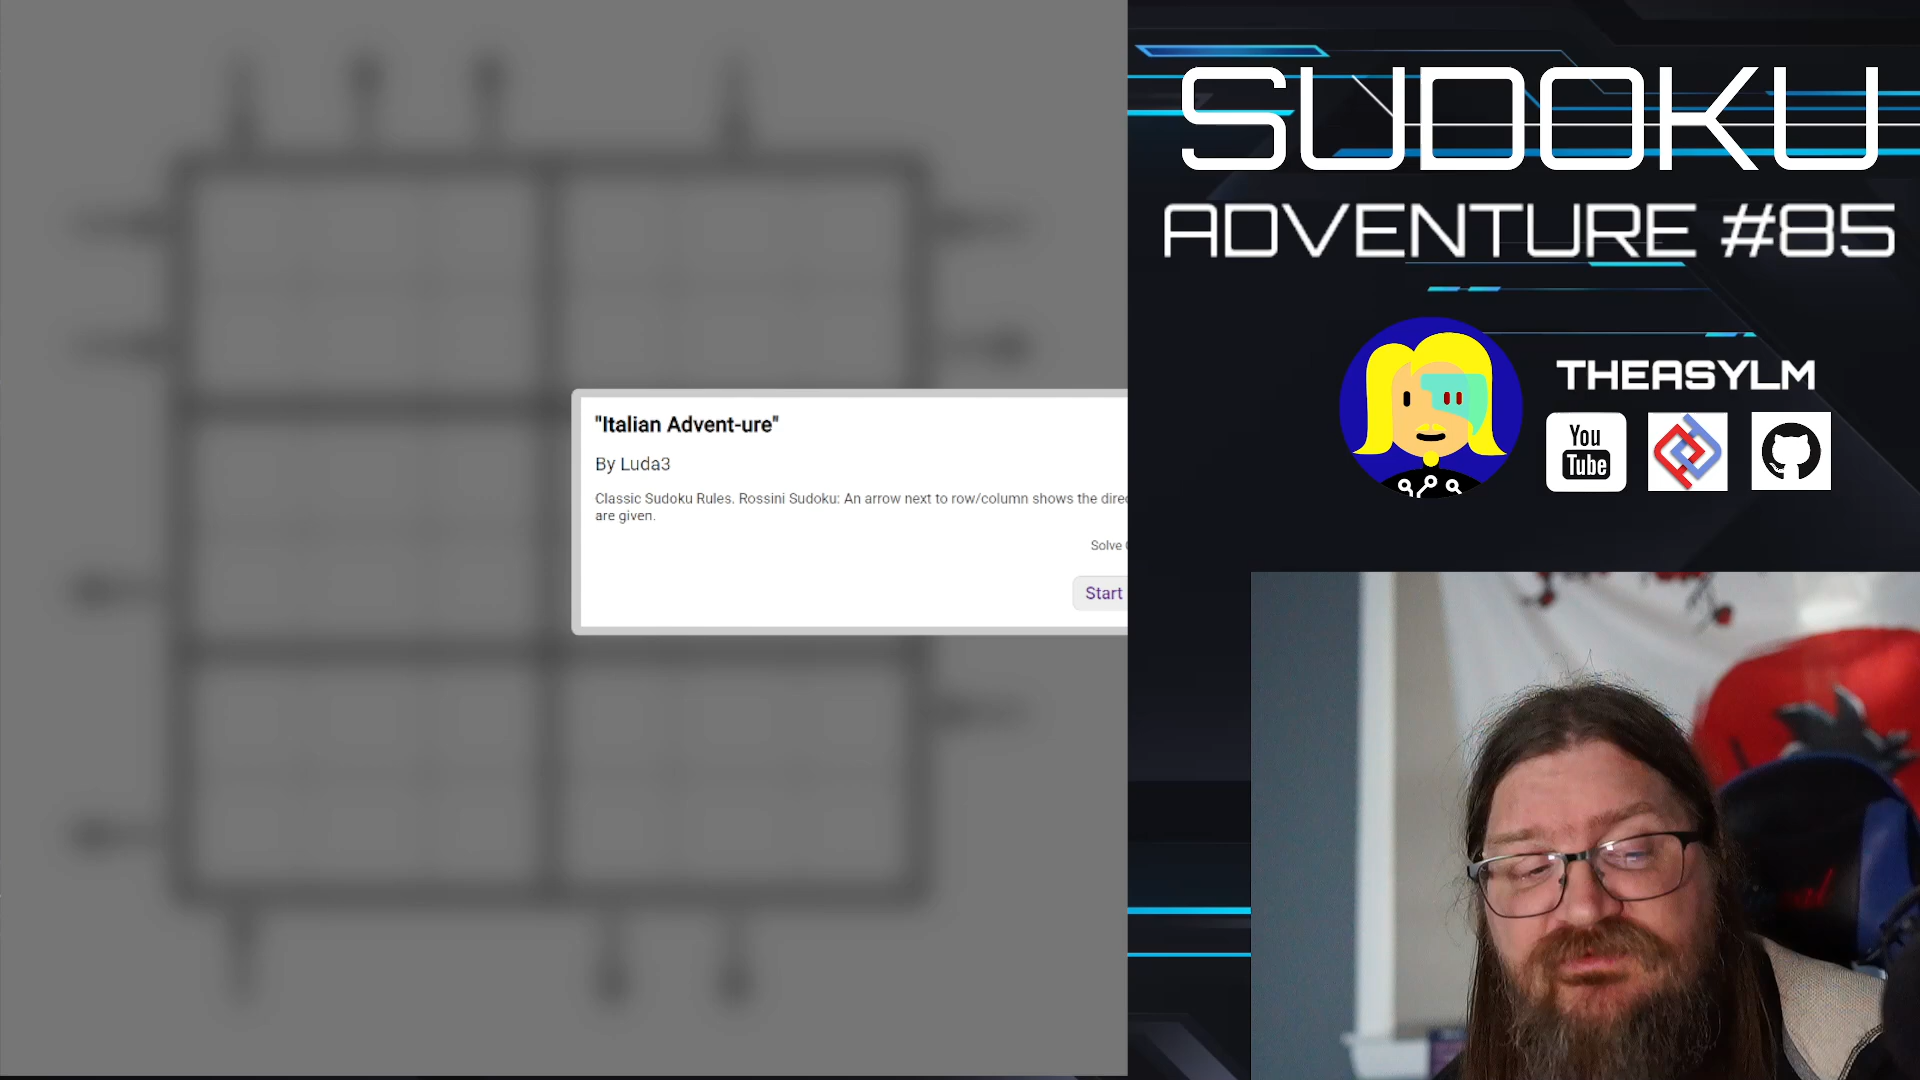 SUDOKU
ADVENTURE #85
THEASYLM
You
Tube
"Italian Advent-ure"
By Luda3
Classic Sudoku Rules. Rossini Sudoku: An arrow next to row/column shows the
are given.
Solve
Start